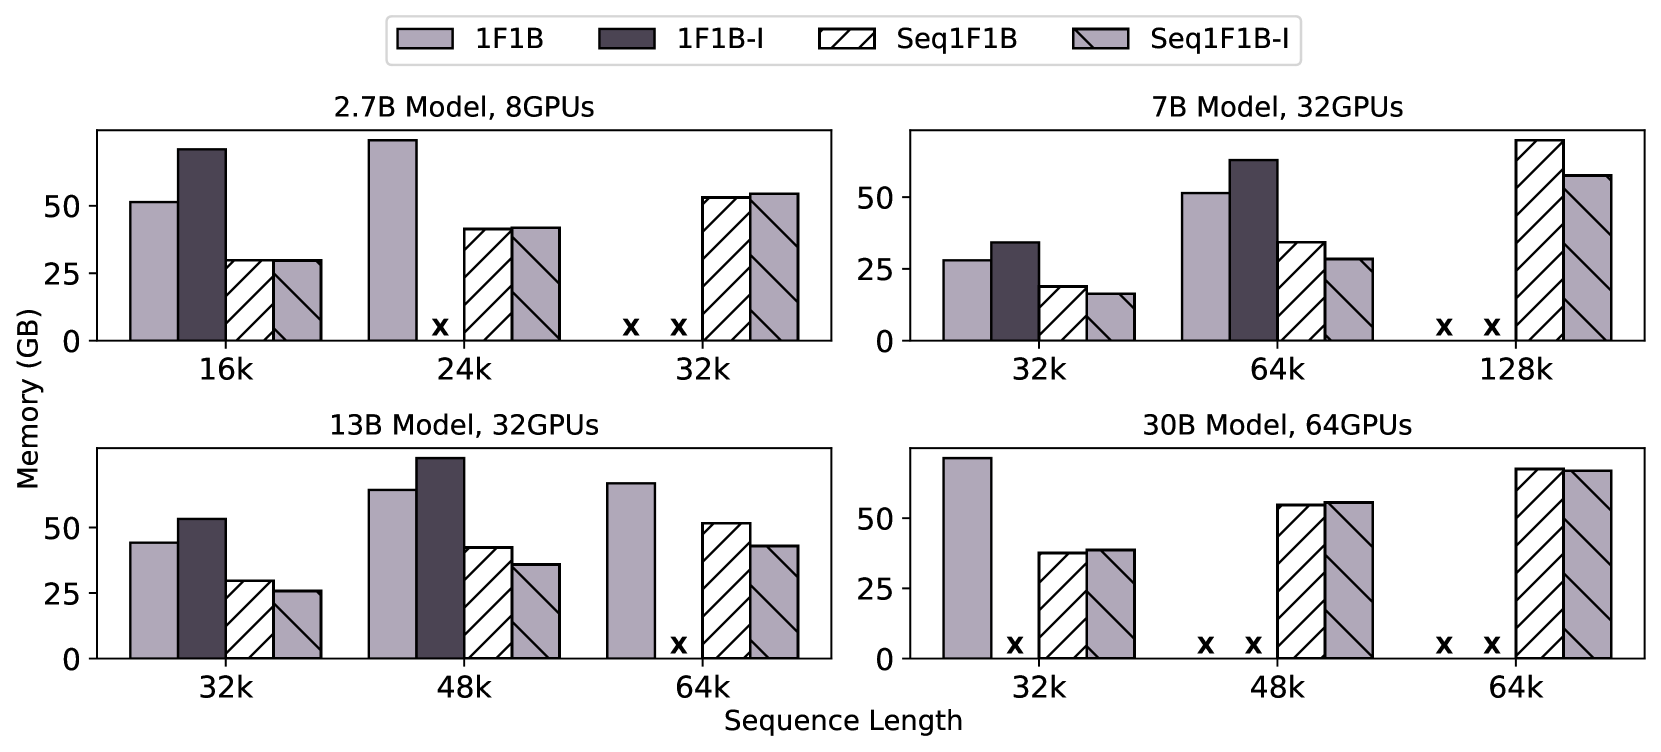 1F1B 1F1B-I Seq1F1B Seq1F1B-I
2.7B Model, 8GPUs
50
25
0
x x x
16k 24k 32k
7B Model, 32GPUs
50
25
0
x x
32k 64k 128k
Memory (GB)
13B Model, 32GPUs
50
25
0
x
32k 48k 64k
30B Model, 64GPUs
50
25
0
x x x x x
32k 48k 64k
Sequence Length